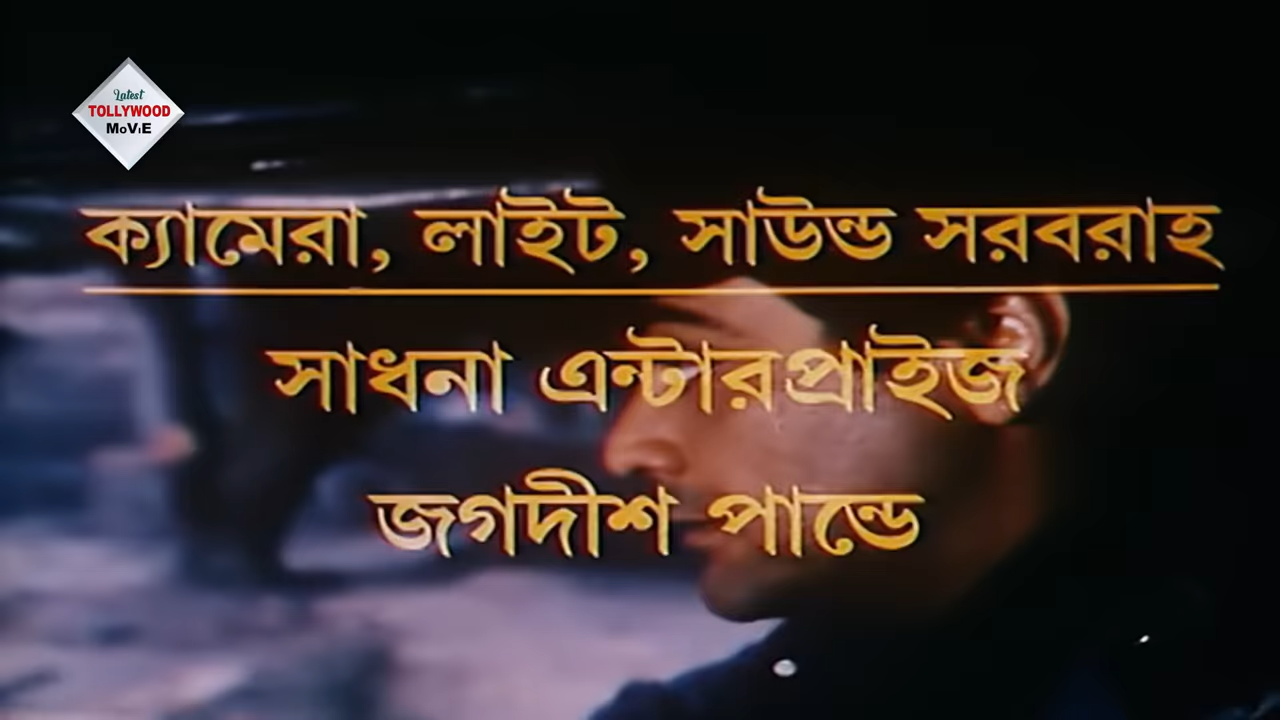 Latest
TOLLYWOOD
MoViE
ক্যামেরা, লাইট, সাউন্ড সরবরাহ
সাধনা এন্টারপ্রাইজ
জগদীশ পান্ডে